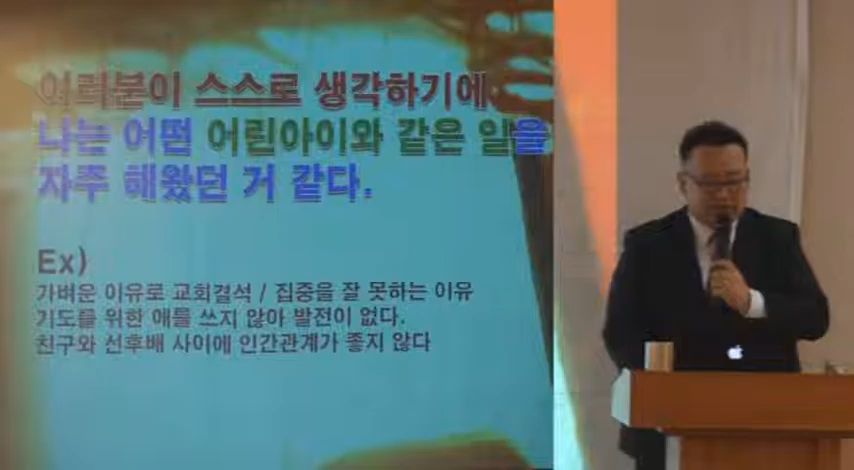 여러분이 스스로 생각하기에
나는 어떤 어린아이와 같은 일을
자주 해왔던 거 같다.
Ex)
가벼운 이유로 교회결석 / 집중을 잘 못하는 이유
기도를 위한 애를 쓰지 않아 발전이 없다.
친구와 선후배 사이에 인간관계가 좋지 않다